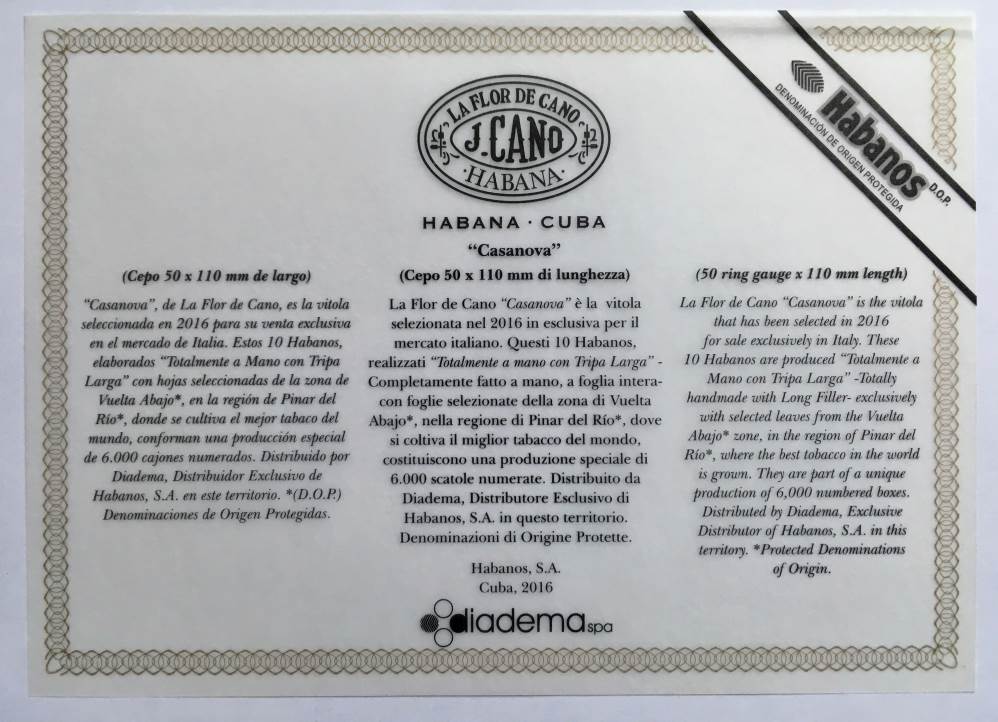 LA FLOR DE CANO
J. CANO
·HABANA·
HABANA · CUBA
“Casanova”
Habanos
D.O.P.
DENOMINACIÓN DE ORIGEN PROTEGIDA
(Cepo 50 x 110 mm de largo)
“Casanova”, de La Flor de Cano, es la vitola
seleccionada en 2016 para su venta exclusiva
en el mercado de Italia. Estos 10 Habanos,
elaborados “Totalmente a Mano con Tripa
Larga” con hojas seleccionadas de la zona de
Vuelta Abajo*, en la región de Pinar del
Río*, donde se cultiva el mejor tabaco del
mundo, conforman una producción especial
de 6.000 cajones numerados. Distribuido por
Diadema, Distribuidor Exclusivo de
Habanos, S.A. en este territorio. *(D.O.P.)
Denominaciones de Origen Protegidas.
(Cepo 50 x 110 mm di lunghezza)
La Flor de Cano “Casanova” è la vitola
selezionata nel 2016 in esclusiva per il
mercato italiano. Questi 10 Habanos,
realizzati “Totalmente a mano con Tripa Larga” -
Completamente fatto a mano, a foglia intera-
con foglie selezionate della zona di Vuelta
Abajo*, nella regione di Pinar del Río*, dove
si coltiva il miglior tabacco del mondo,
costituiscono una produzione speciale di
6.000 scatole numerate. Distribuito da
Diadema, Distributore Esclusivo di
Habanos, S.A. in questo territorio.
Denominazioni di Origine Protette.
(50 ring gauge x 110 mm length)
La Flor de Cano “Casanova” is the vitola
that has been selected in 2016
for sale exclusively in Italy. These
10 Habanos are produced “Totalmente a
Mano con Tripa Larga” -Totally
handmade with Long Filler- exclusively
with selected leaves from the Vuelta
Abajo* zone, in the region of Pinar del
Río*, where the best tobacco in the world
is grown. They are part of a unique
production of 6,000 numbered boxes.
Distributed by Diadema, Exclusive
Distributor of Habanos, S.A. in this
territory. *Protected Denominations
of Origin.
Habanos, S.A.
Cuba, 2016
diadema spa